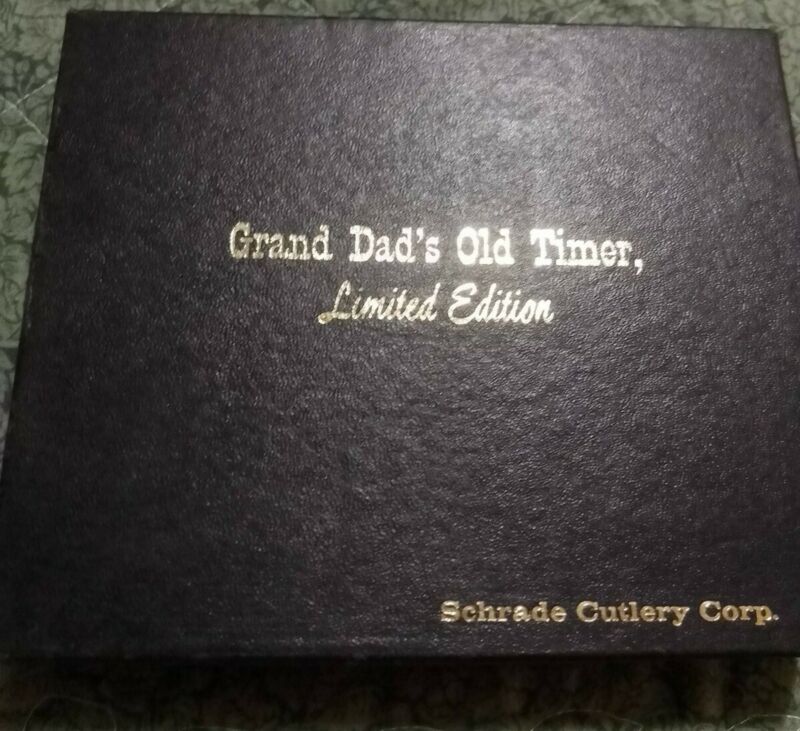 Grand Dad's Old Timer,
Limited Edition
Schrade Cutlery Corp.